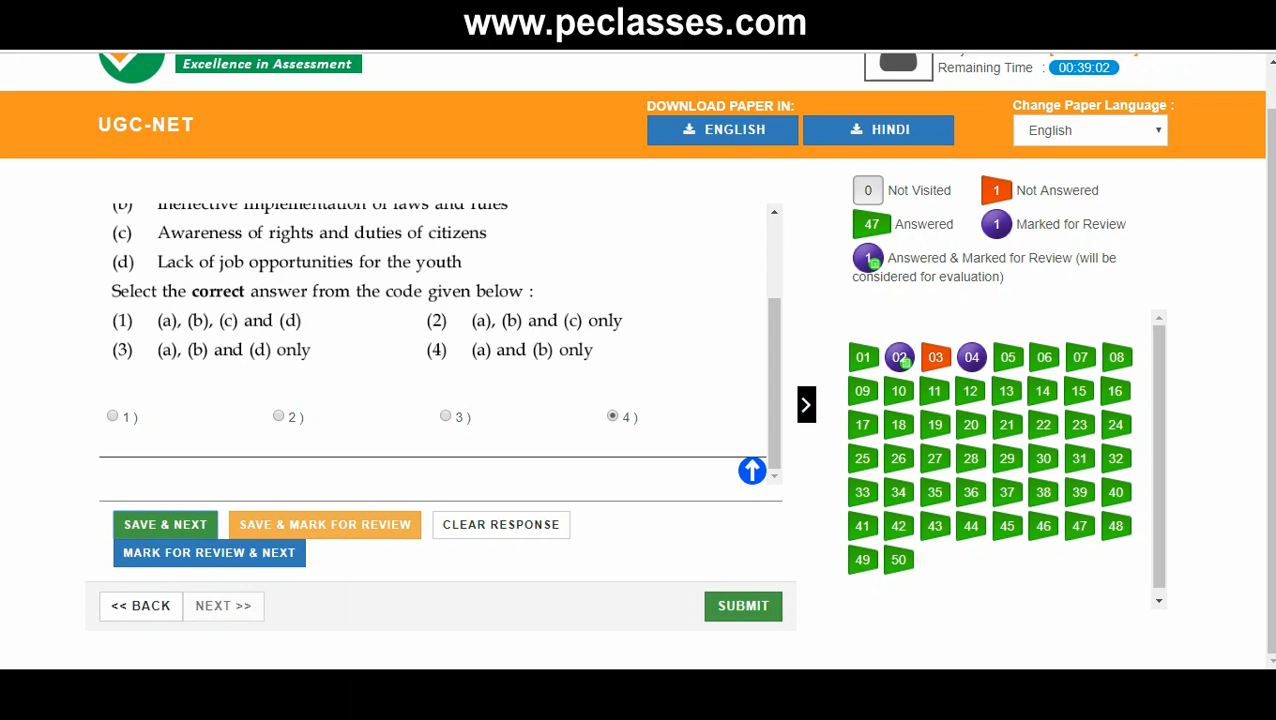 www.peclasses.com
Excellence in Assessment
Remaining Time : 00:39:02
UGC-NET
DOWNLOAD PAPER IN:
ENGLISH
HINDI
Change Paper Language :
English
(b) Ineffective implementation of laws and rules
(c) Awareness of rights and duties of citizens
(d) Lack of job opportunities for the youth
Select the correct answer from the code given below :
(1) (a), (b), (c) and (d) (2) (a), (b) and (c) only
(3) (a), (b) and (d) only (4) (a) and (b) only
1 ) 2 ) 3 ) 4 )
SAVE & NEXT
SAVE & MARK FOR REVIEW
CLEAR RESPONSE
MARK FOR REVIEW & NEXT
<< BACK
NEXT >>
SUBMIT
0 Not Visited 1 Not Answered
47 Answered 1 Marked for Review
1 Answered & Marked for Review (will be
considered for evaluation)
01 02 03 04 05 06 07 08
09 10 11 12 13 14 15 16
17 18 19 20 21 22 23 24
25 26 27 28 29 30 31 32
33 34 35 36 37 38 39 40
41 42 43 44 45 46 47 48
49 50